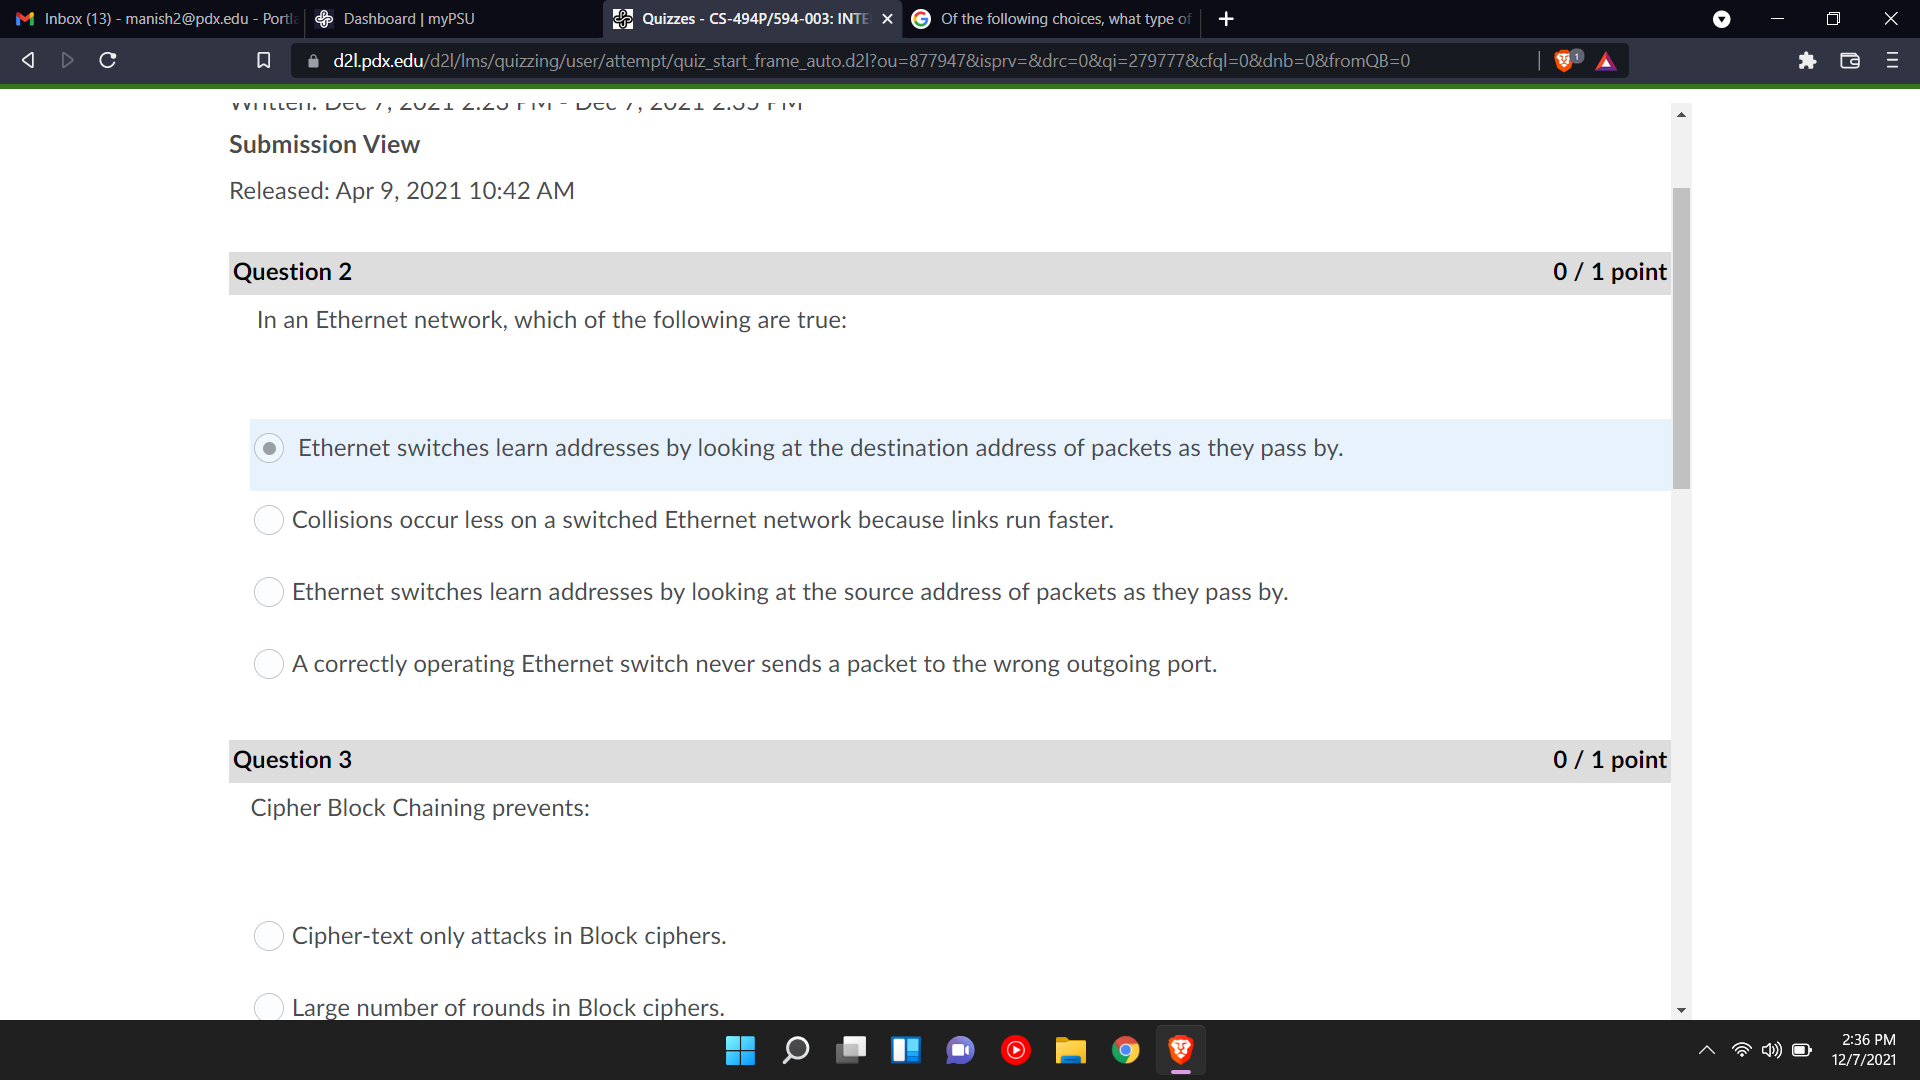 Inbox (13) - manish2@pdx.edu - Portl
Dashboard | myPSU
Quizzes - CS-494P/594-003: INTE
Of the following choices, what type of
d2l.pdx.edu/d2l/lms/quizzing/user/attempt/quiz_start_frame_auto.d2l?ou=877947&isprv=&drc=0&qi=279777&cfql=0&dnb=0&fromQB=0
1
Written: Dec 7, 2021 2:23 PM - Dec 7, 2021 2:35 PM
Submission View
Released: Apr 9, 2021 10:42 AM
Question 2
0 / 1 point
In an Ethernet network, which of the following are true:
Ethernet switches learn addresses by looking at the destination address of packets as they pass by.
Collisions occur less on a switched Ethernet network because links run faster.
Ethernet switches learn addresses by looking at the source address of packets as they pass by.
A correctly operating Ethernet switch never sends a packet to the wrong outgoing port.
Question 3
0 / 1 point
Cipher Block Chaining prevents:
Cipher-text only attacks in Block ciphers.
Large number of rounds in Block ciphers.
2:36 PM
12/7/2021